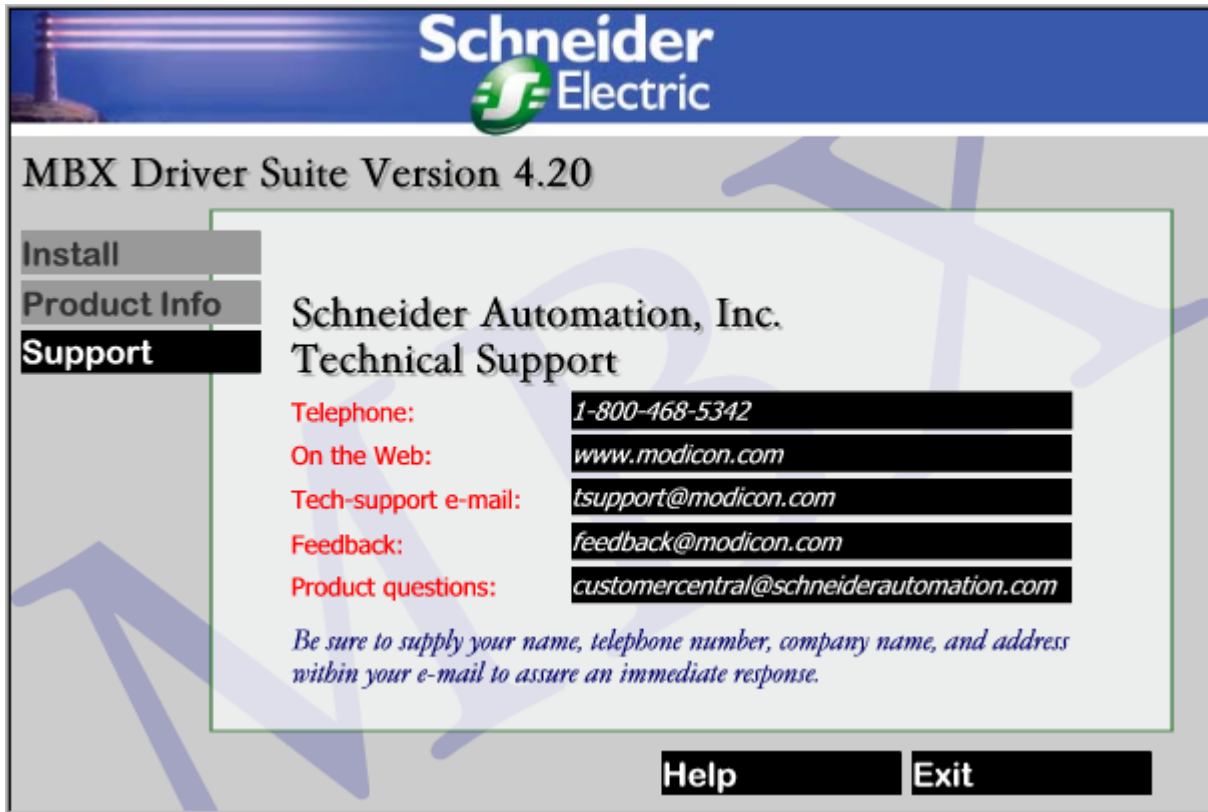 Schneider
Electric
MBX Driver Suite Version 4.20
Install
Product Info
Support
Schneider Automation, Inc.
Technical Support
Telephone: 1-800-468-5342
On the Web: www.modicon.com
Tech-support e-mail: tsupport@modicon.com
Feedback: feedback@modicon.com
Product questions: customercentral@schneiderautomation.com
Be sure to supply your name, telephone number, company name, and address
within your e-mail to assure an immediate response.
MBX
Help
Exit